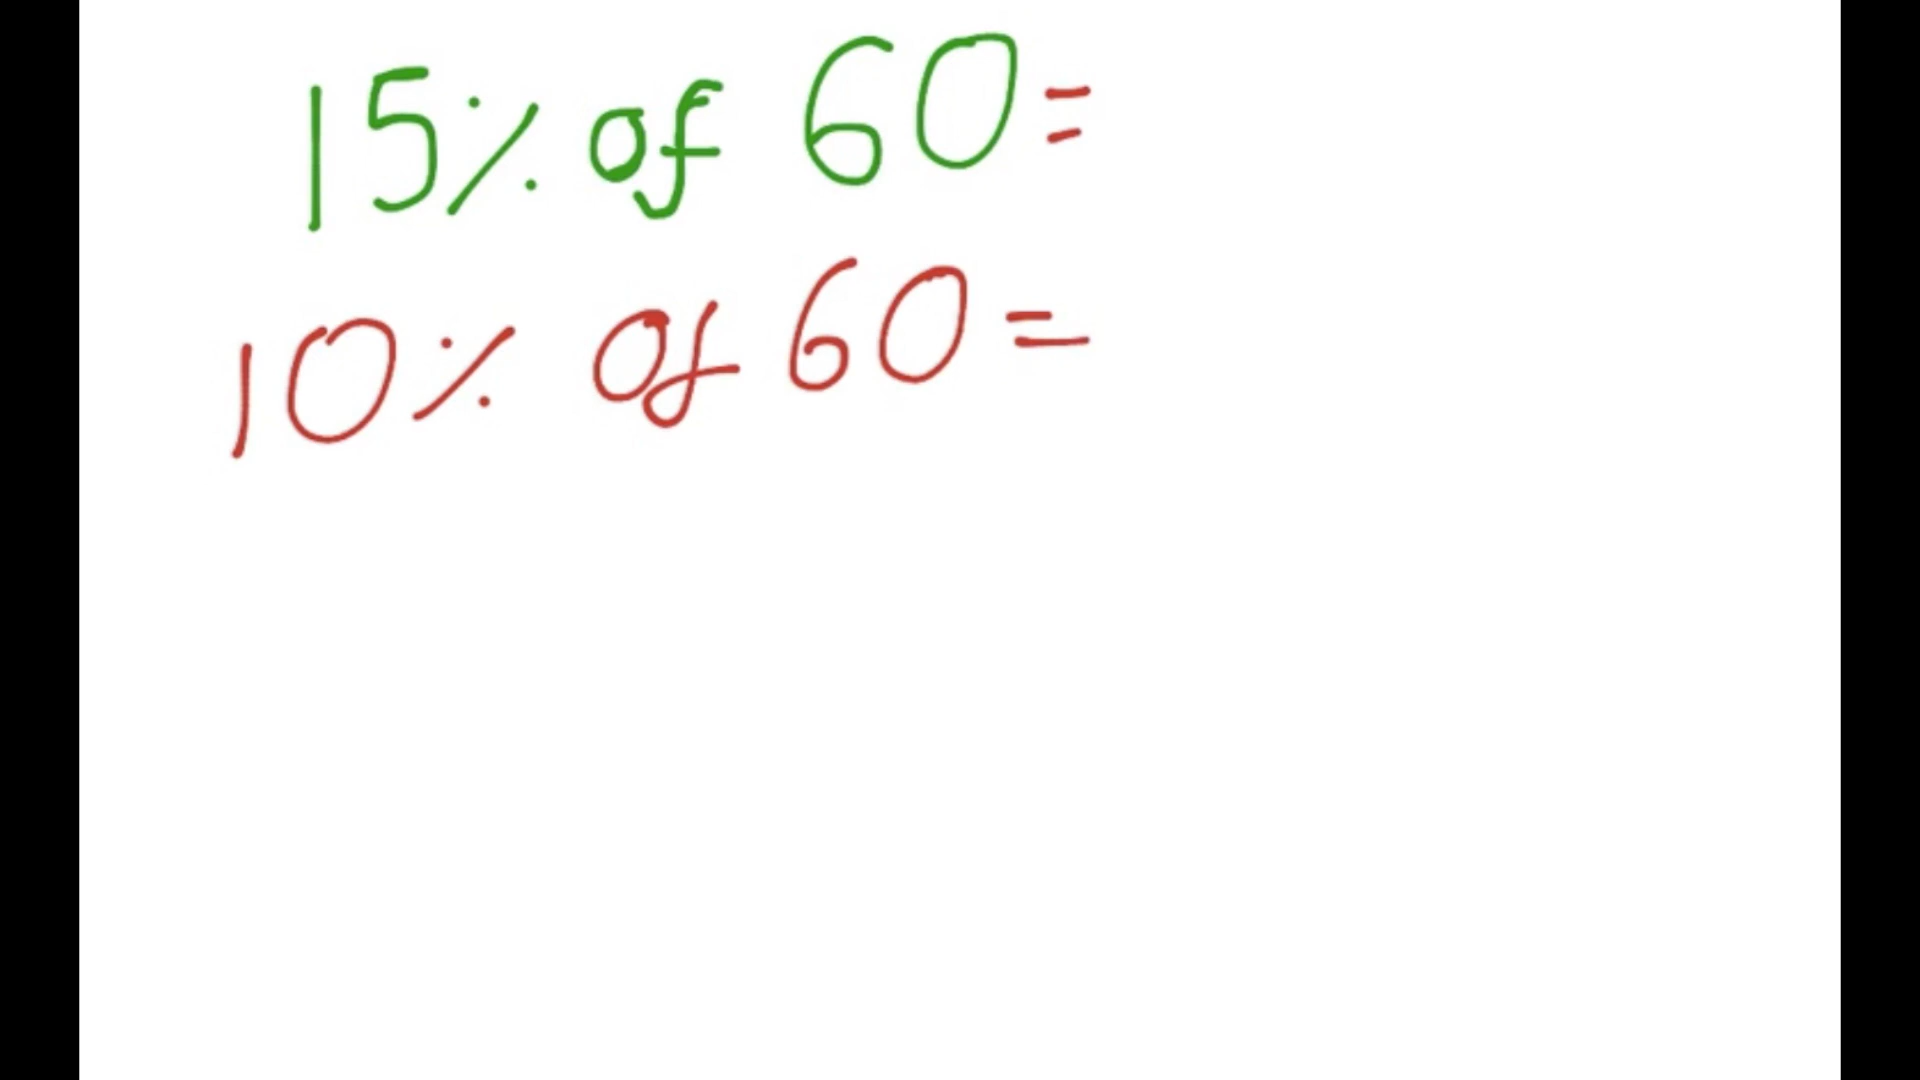 15% of 60=
10% of 60=